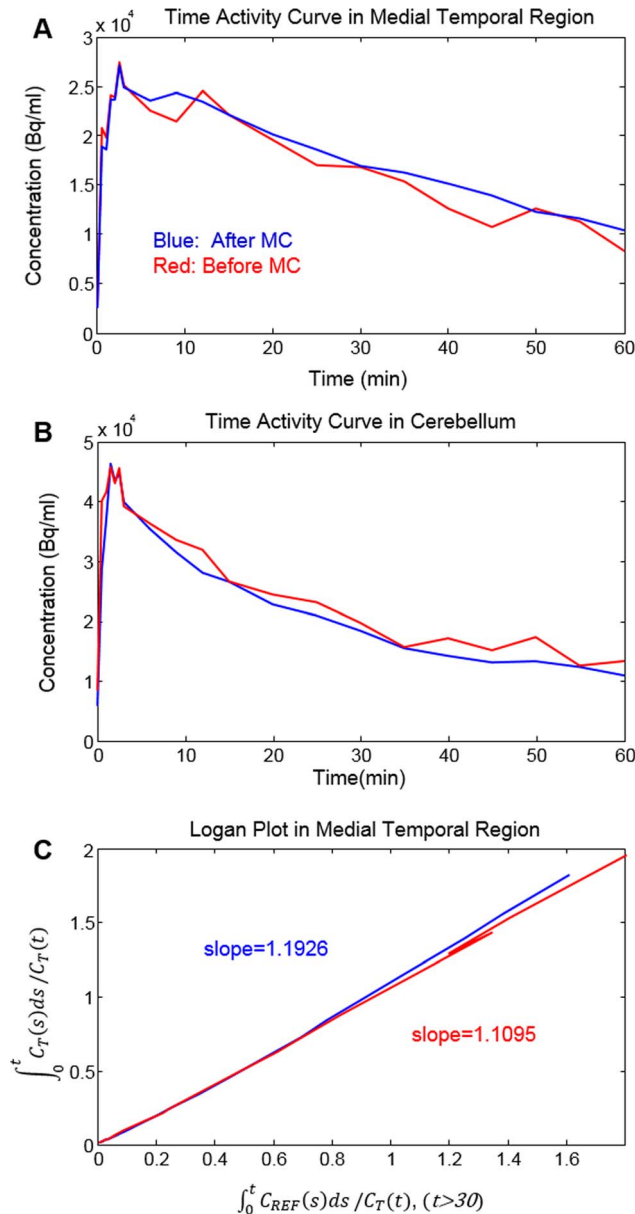 A
Time Activity Curve in Medial Temporal Region
x 10^4
3
2.5
2
1.5
1
0.5
0
Concentration (Bq/ml)
Blue: After MC
Red: Before MC
0 10 20 30 40 50 60
Time (min)
B
Time Activity Curve in Cerebellum
x 10^4
5
4
3
2
1
0
Concentration (Bq/ml)
0 10 20 30 40 50 60
Time(min)
C
Logan Plot in Medial Temporal Region
2
1.5
1
0.5
0
∫∫₀ᵗ C_T(s)ds/C_T(t)
slope=1.1926
slope=1.1095
0 0.2 0.4 0.6 0.8 1 1.2 1.4 1.6
∫₀ᵗ C_REF(s)ds/C_T(t), (t>30)